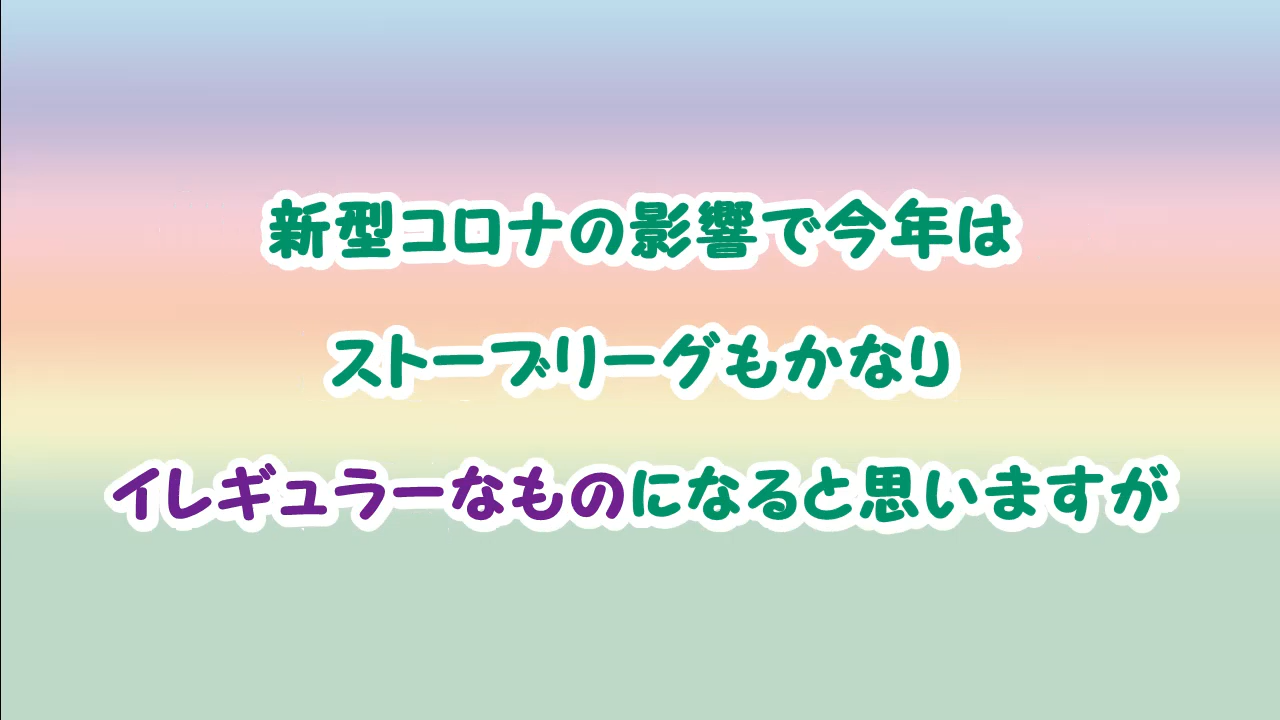 新型コロナの影響で今年は
ストーブリーグもかなり
イレギュラーなものになると思いますが